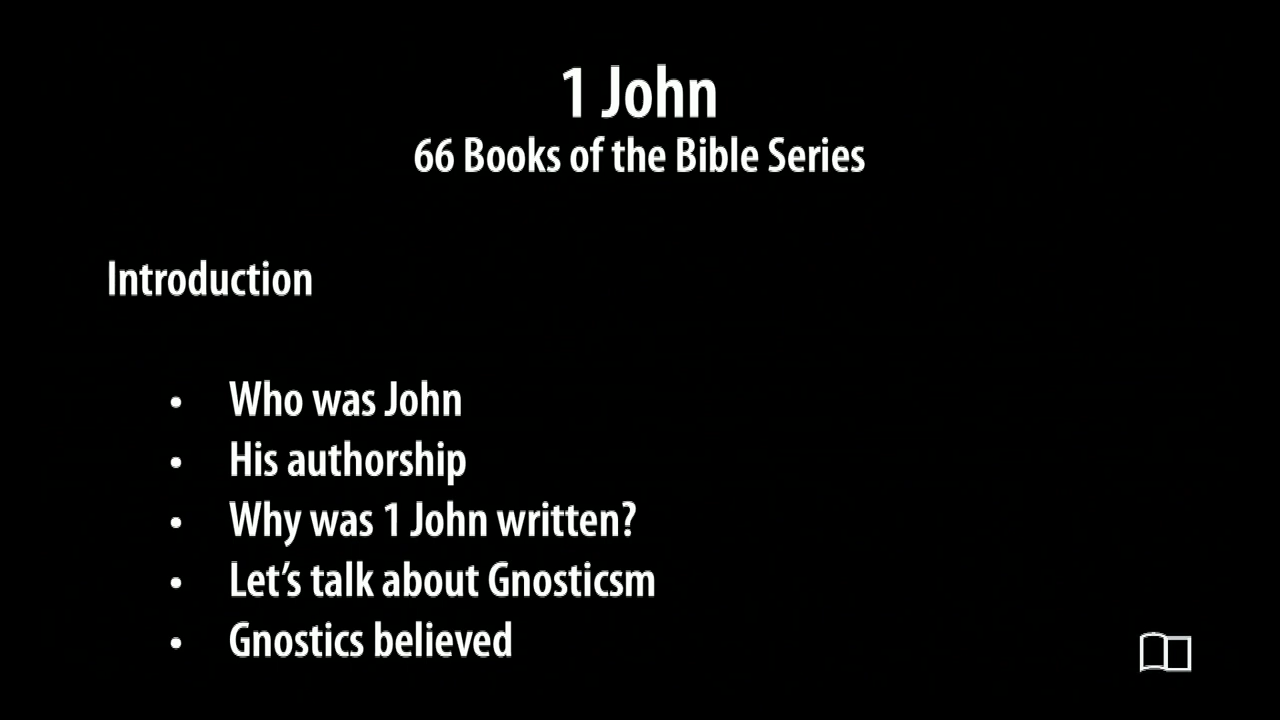 1 John
66 Books of the Bible Series
Introduction
• Who was John
• His authorship
• Why was 1 John written?
• Let's talk about Gnosticsm
• Gnostics believed